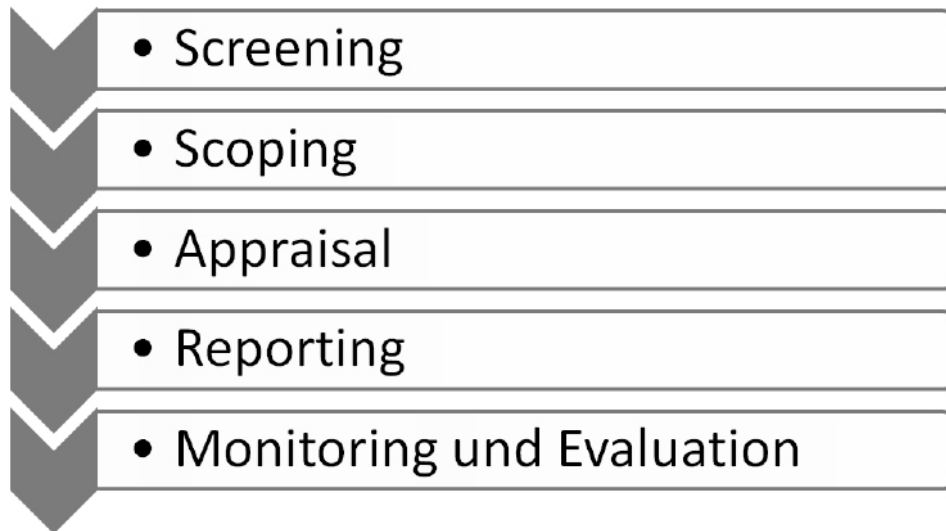 • Screening
• Scoping
• Appraisal
• Reporting
• Monitoring und Evaluation